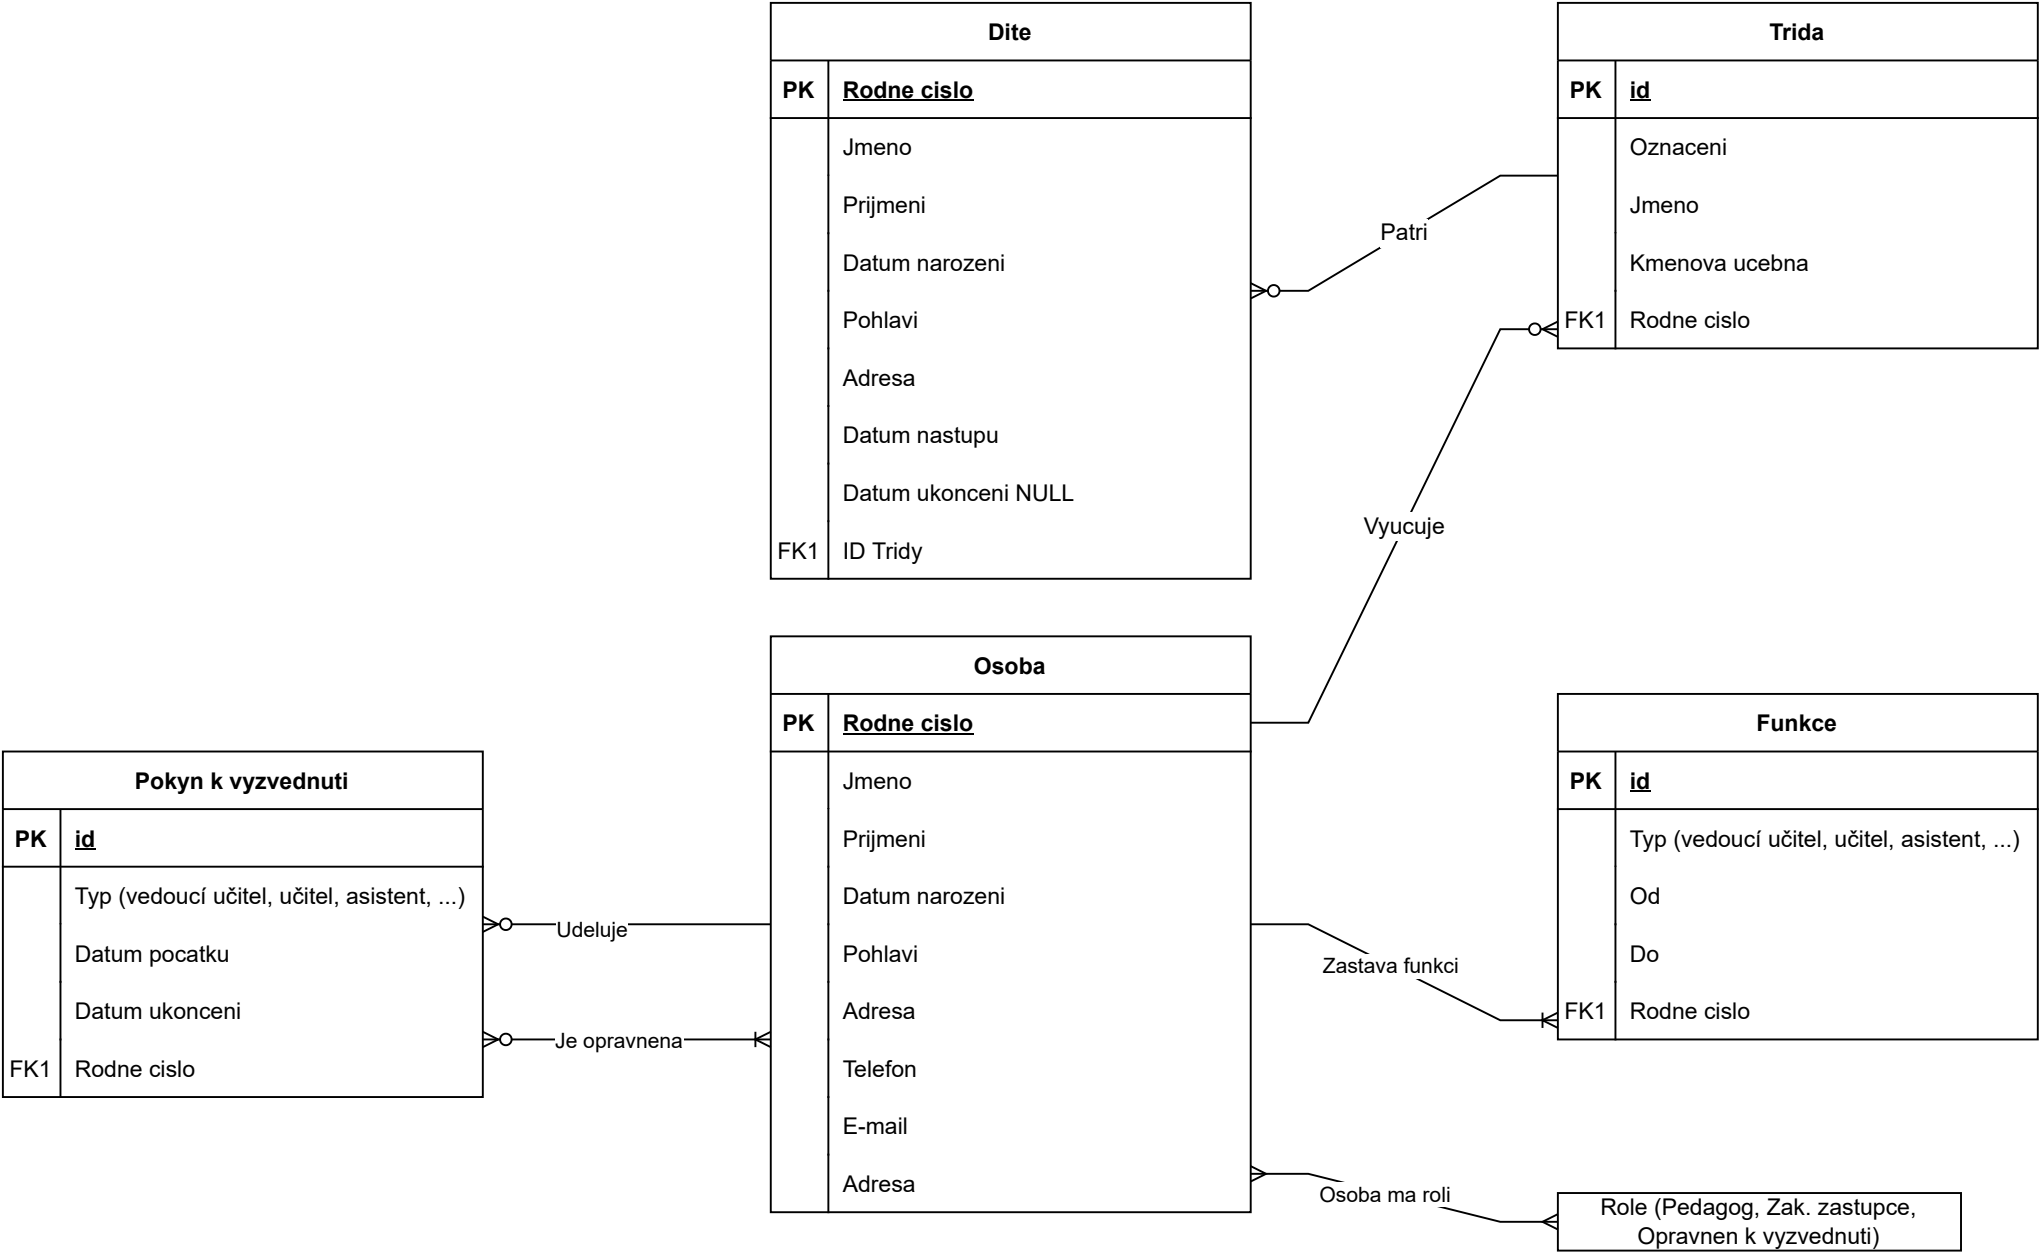 Dite
PK Rodne cislo
Jmeno
Prijmeni
Datum narozeni
Pohlavi
Adresa
Datum nastupu
Datum ukonceni NULL
FK1 ID Tridy
Trida
PK id
Oznaceni
Jmeno
Kmenova ucebna
FK1 Rodne cislo
Patri
Vyucuje
Osoba
PK Rodne cislo
Jmeno
Prijmeni
Datum narozeni
Pohlavi
Adresa
Telefon
E-mail
Adresa
Funkce
PK id
Typ (vedoucí učitel, učitel, asistent, ...)
Od
Do
FK1 Rodne cislo
Pokyn k vyzvednuti
PK id
Typ (vedoucí učitel, učitel, asistent, ...)
Datum pocatku
Datum ukonceni
FK1 Rodne cislo
Udeluje
Je opravnena
Zastava funkci
Osoba ma roli
Role (Pedagog, Zak. zastupce,
Opravnen k vyzvednuti)